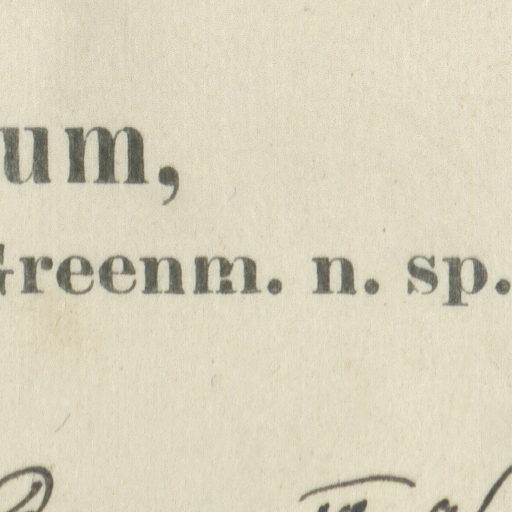 um,
Greenm. n. sp.